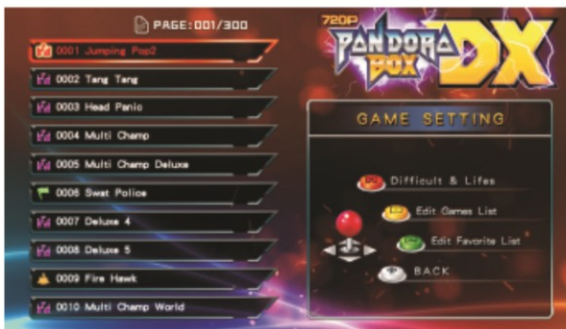 PAGE:001/300
0001 Jumping Pop2
0002 Tang Tang
0003 Head Panic
0004 Multi Champ
0005 Multi Champ Deluxe
0006 Swat Police
0007 Deluxe 4
0008 Deluxe 5
0009 Fire Hawk
0010 Multi Champ World
720P
PANDORA
BOX
DX
GAME SETTING
Difficult & Lifes
Edit Games List
Edit Favorite List
BACK